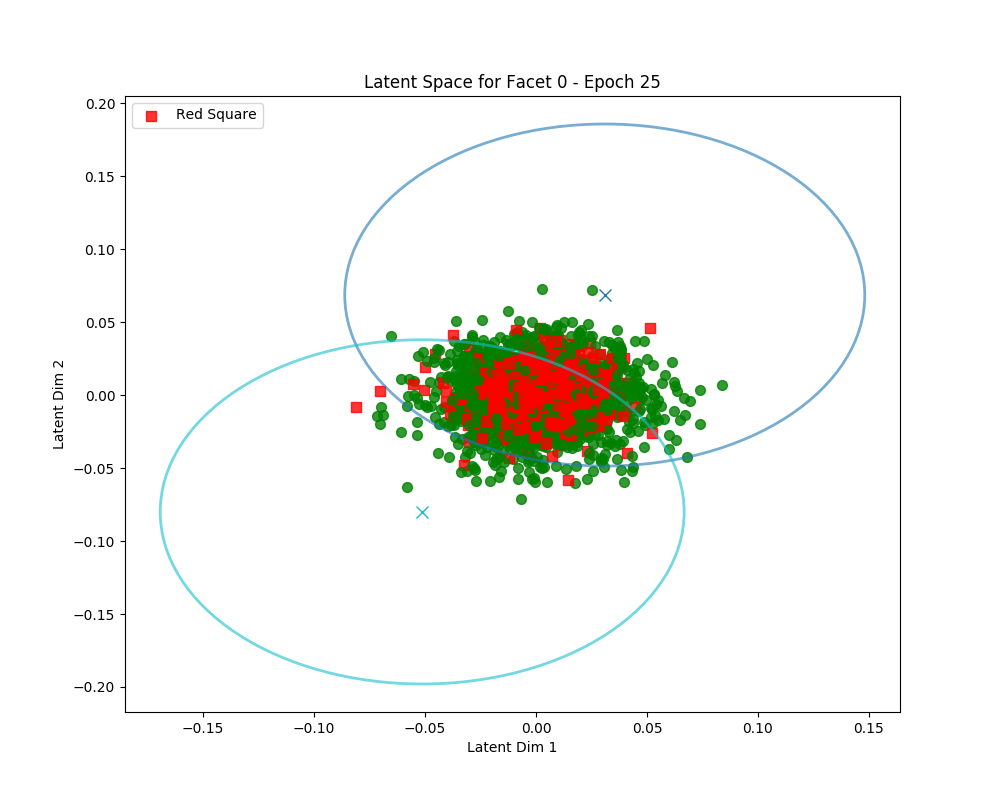 Latent Space for Facet 0 - Epoch 25
Red Square
0.20
0.15
0.10
0.05
0.00
−0.05
−0.10
−0.15
−0.20
Latent Dim 2
−0.15 −0.10 −0.05 0.00 0.05 0.10 0.15
Latent Dim 1